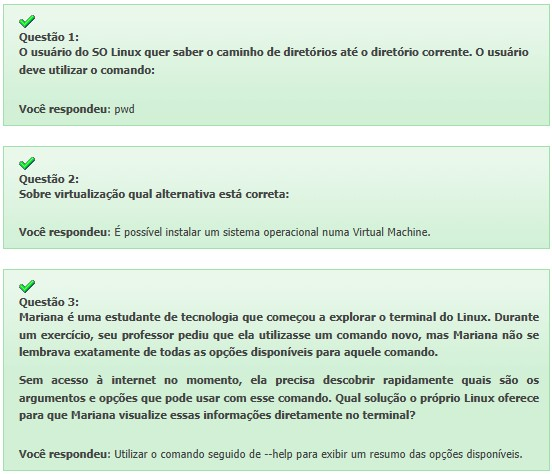 Questão 1:
O usuário do SO Linux quer saber o caminho de diretórios até o diretório corrente. O usuário
deve utilizar o comando:
Você respondeu: pwd
Questão 2:
Sobre virtualização qual alternativa está correta:
Você respondeu: É possível instalar um sistema operacional numa Virtual Machine.
Questão 3:
Mariana é uma estudante de tecnologia que começou a explorar o terminal do Linux. Durante
um exercício, seu professor pediu que ela utilizasse um comando novo, mas Mariana não se
lembrava exatamente de todas as opções disponíveis para aquele comando.
Sem acesso à internet no momento, ela precisa descobrir rapidamente quais são os
argumentos e opções que pode usar com esse comando. Qual solução o próprio Linux oferece
para que Mariana visualize essas informações diretamente no terminal?
Você respondeu: Utilizar o comando seguido de --help para exibir um resumo das opções disponíveis.